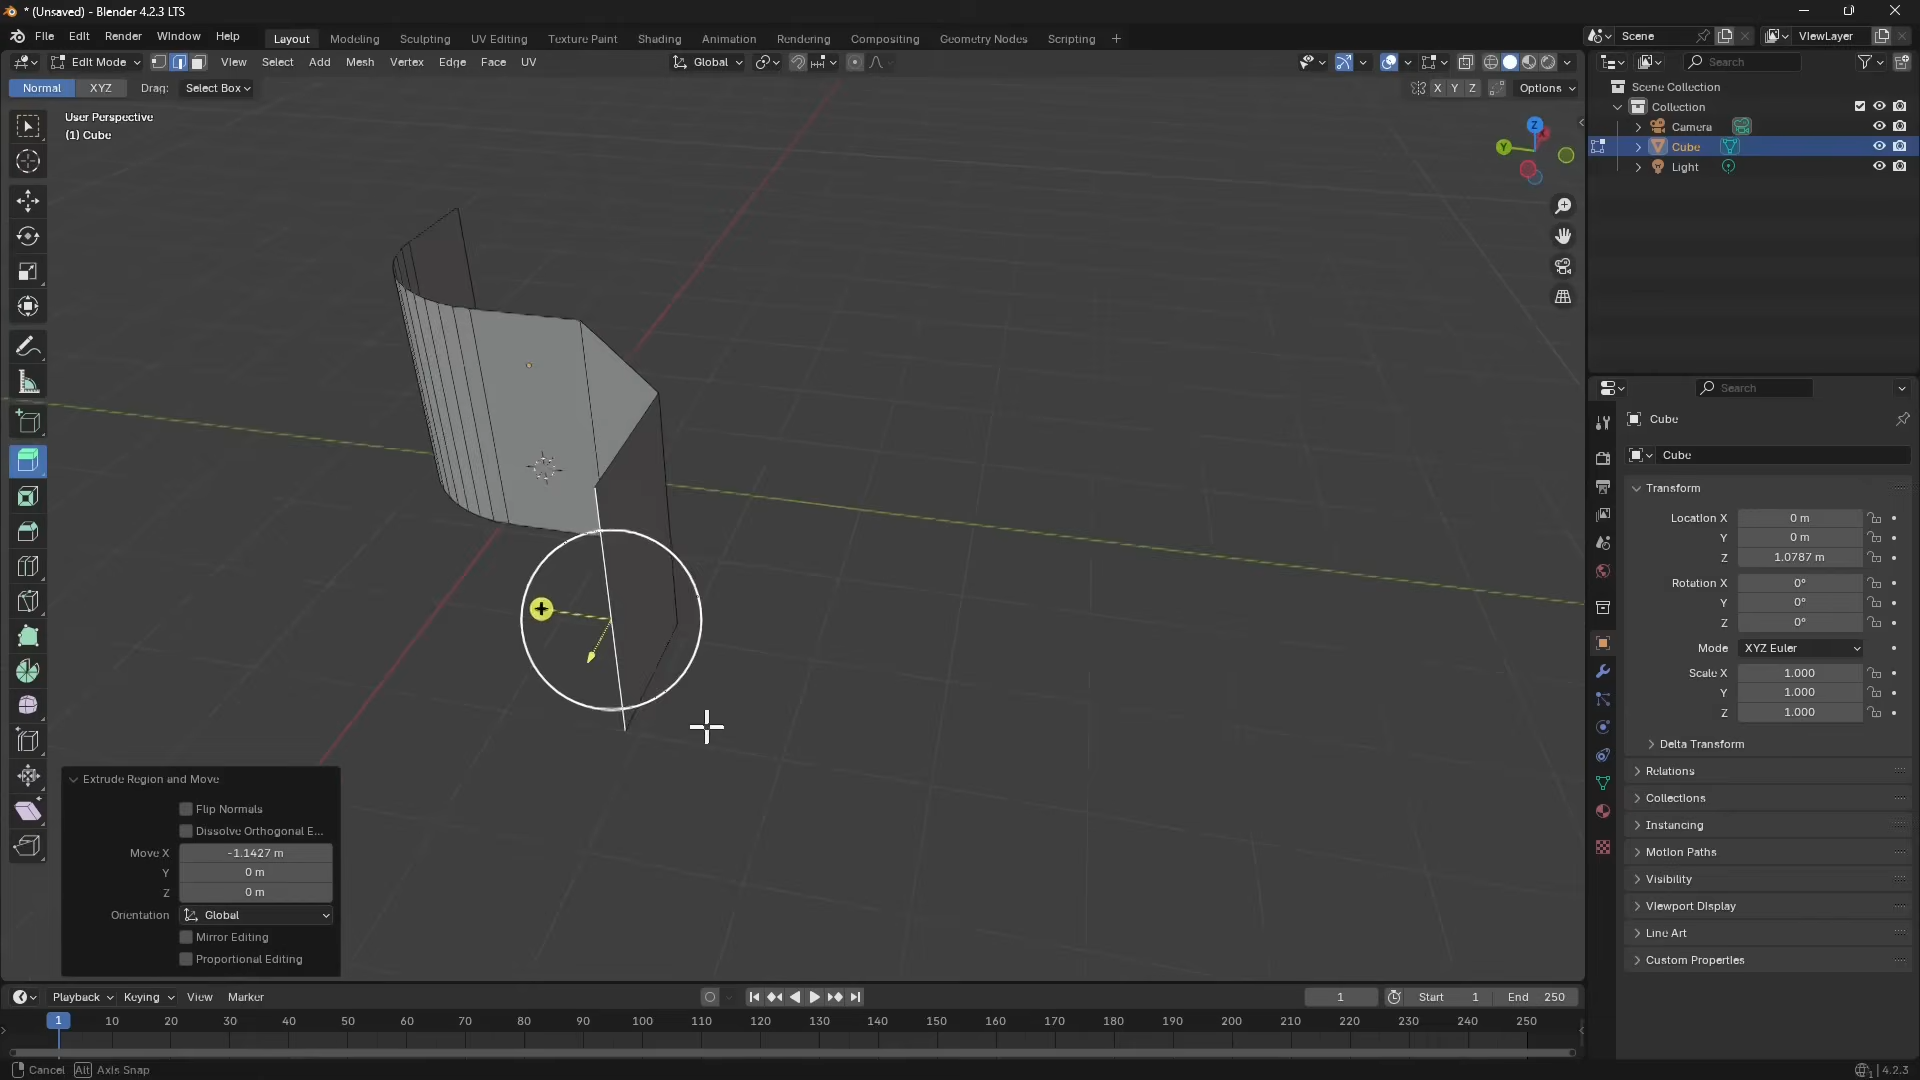 * (Unsaved) - Blender 4.2.3 LTS
File Edit Render Window Help Layout Modeling Sculpting UV Editing Texture Paint Shading Animation Rendering Compositing Geometry Nodes Scripting + Scene ViewLayer
Edit Mode View Select Add Mesh Vertex Edge Face UV Global Search
Normal XYZ Drag: Select Box X Y Z Options
Scene Collection
Collection
Camera
Cube
Light
User Perspective
(1) Cube
Z
Y
Search
Cube
Cube
Transform
Location X 0 m
Y 0 m
Z 1.0787 m
Rotation X 0°
Y 0°
Z 0°
Mode XYZ Euler
Scale X 1.000
Y 1.000
Z 1.000
Delta Transform
Relations
Collections
Instancing
Motion Paths
Visibility
Viewport Display
Line Art
Custom Properties
Extrude Region and Move
Flip Normals
Dissolve Orthogonal E...
Move X -1.1427 m
Y 0 m
Z 0 m
Orientation Global
Mirror Editing
Proportional Editing
Playback Keying View Marker 1 Start 1 End 250
1 10 20 30 40 50 60 70 80 90 100 110 120 130 140 150 160 170 180 190 200 210 220 230 240 250
Cancel Alt Axis Snap 4.2.3